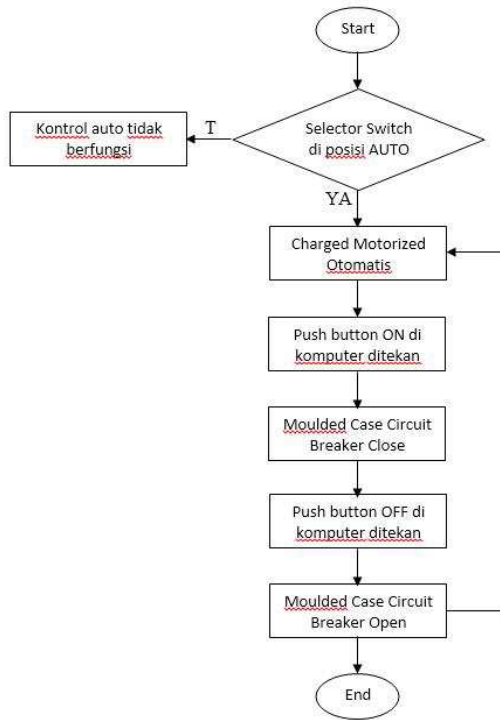 Start
Selector Switch
di posisi AUTO
T
Kontrol auto tidak
berfungsi
YA
Charged Motorized
Otomatis
Push button ON di
komputer ditekan
Moulded Case Circuit
Breaker Close
Push button OFF di
komputer ditekan
Moulded Case Circuit
Breaker Open
End